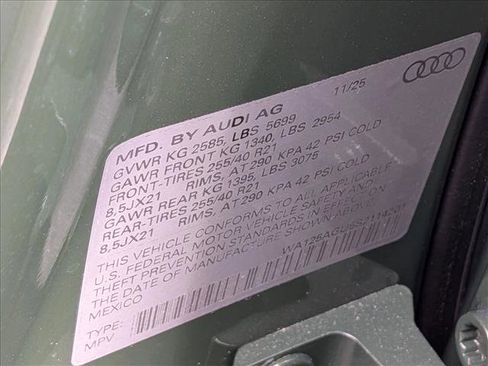 MFD. BY AUDI AG 11/25
GVWR KG 2585, LBS 5699
GAWR FRONT KG 1340, LBS 2954
FRONT-TIRES 255/40 R21
8,5JX21 RIMS, AT 290 KPA 42 PSI COLD
GAWR REAR KG 1395, LBS 3075
REAR-TIRES 255/40 R21
8,5JX21 RIMS, AT 290 KPA 42 PSI COLD
THIS VEHICLE CONFORMS TO ALL APPLICABLE
U.S. FEDERAL MOTOR VEHICLE SAFETY AND
THEFT PREVENTION STANDARDS IN EFFECT ON
THE DATE OF MANUFACTURE SHOWN ABOVE.
MEXICO
TYPE:
MPV